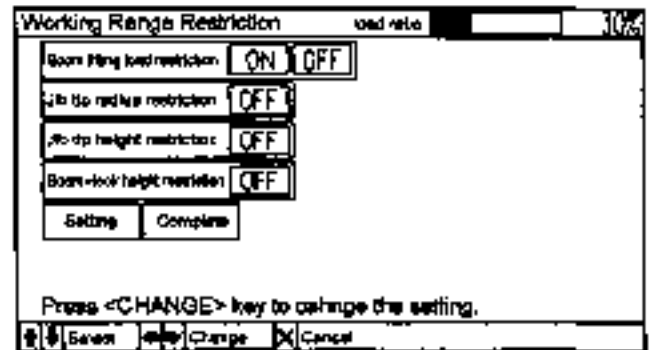 Working Range Restriction load ratio 30%
Boom lifting load restriction ON OFF
Jib tip radius restriction OFF
Jib tip height restriction OFF
Boom-hook height restriction OFF
Setting Complete
Press <CHANGE> key to cahnge the setting.
Select Change Cancel